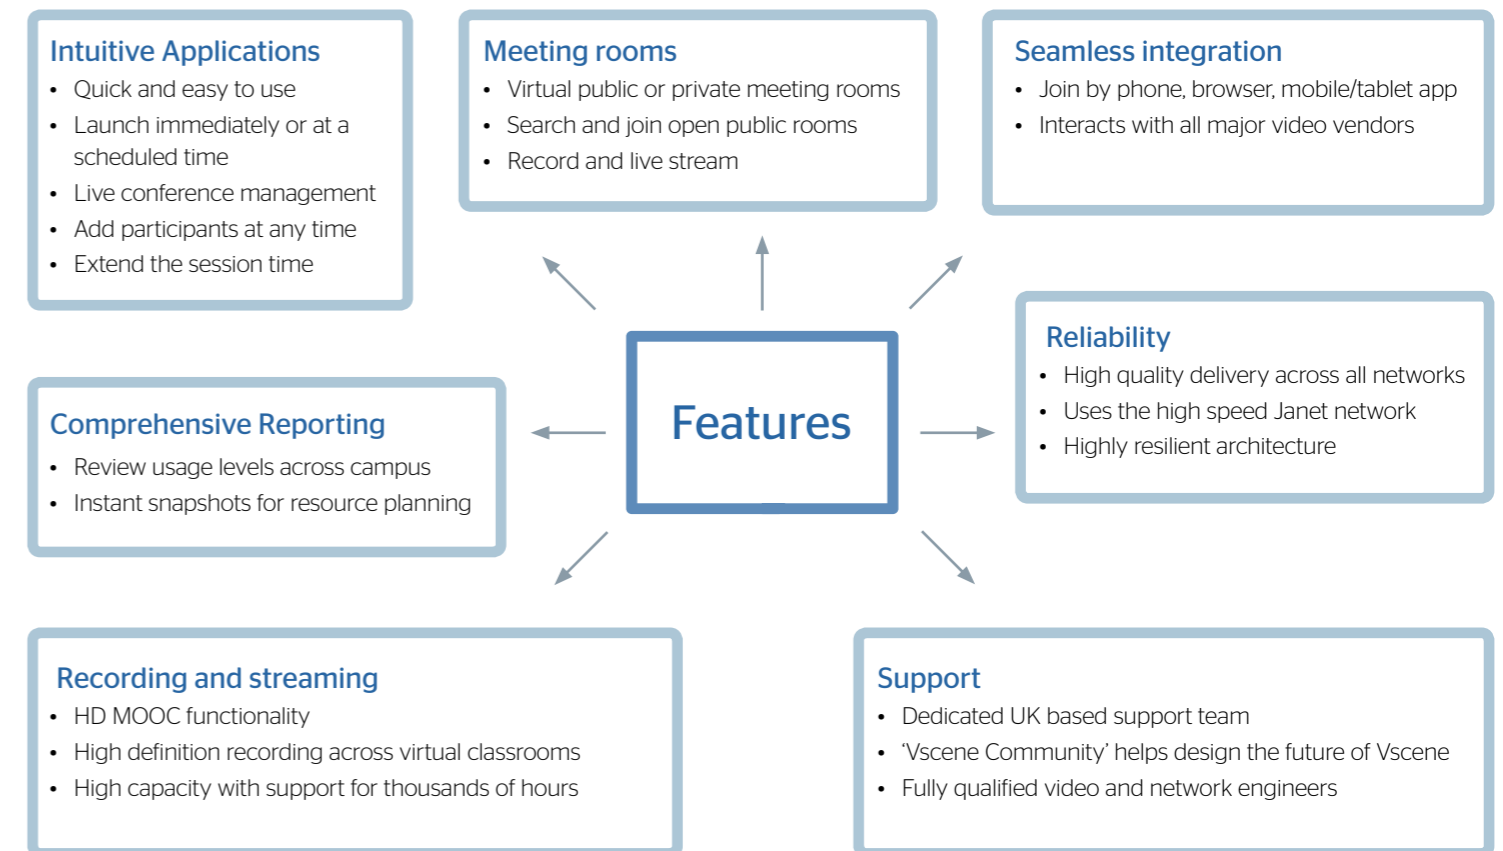 Intuitive Applications
• Quick and easy to use
• Launch immediately or at a
scheduled time
• Live conference management
• Add participants at any time
• Extend the session time
Meeting rooms
• Virtual public or private meeting rooms
• Search and join open public rooms
• Record and live stream
Seamless integration
• Join by phone, browser, mobile/tablet app
• Interacts with all major video vendors
Comprehensive Reporting
• Review usage levels across campus
• Instant snapshots for resource planning
Features
Reliability
• High quality delivery across all networks
• Uses the high speed Janet network
• Highly resilient architecture
Recording and streaming
• HD MOOC functionality
• High definition recording across virtual classrooms
• High capacity with support for thousands of hours
Support
• Dedicated UK based support team
• ‘Vscene Community’ helps design the future of Vscene
• Fully qualified video and network engineers